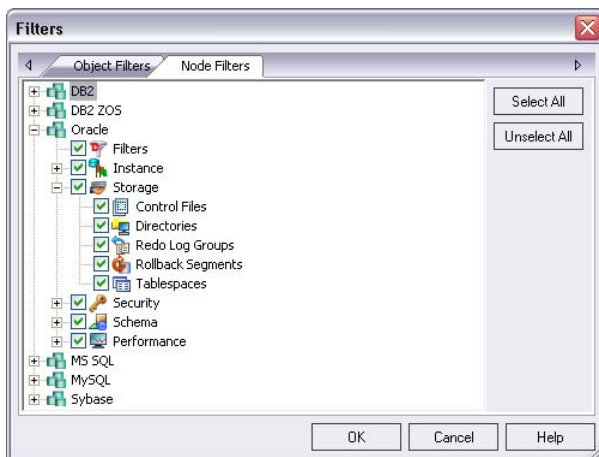 Filters
Object Filters Node Filters
DB2
DB2 ZOS
Oracle
Filters
Instance
Storage
Control Files
Directories
Redo Log Groups
Rollback Segments
Tablespaces
Security
Schema
Performance
MS SQL
MySQL
Sybase
Select All
Unselect All
OK Cancel Help